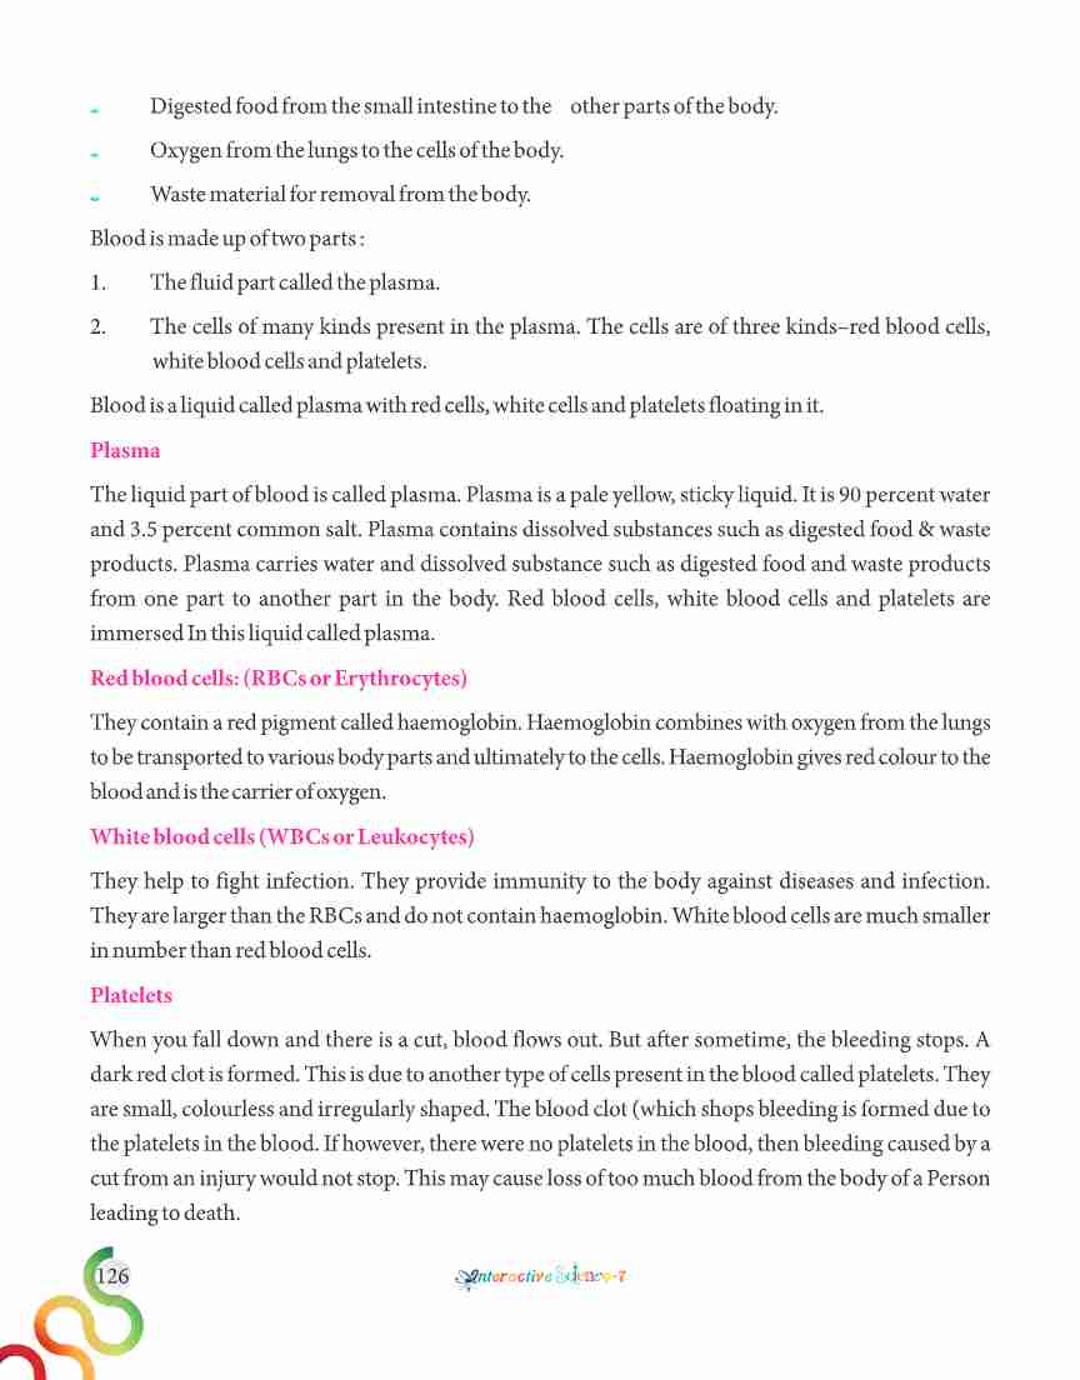 Digested food from the small intestine to the other parts of the body.
Oxygen from the lungs to the cells of the body.
Waste material for removal from the body.
Blood is made up of two parts :
1. The fluid part called the plasma.
2. The cells of many kinds present in the plasma. The cells are of three kinds–red blood cells,
white blood cells and platelets.
Blood is a liquid called plasma with red cells, white cells and platelets floating in it.
Plasma
The liquid part of blood is called plasma. Plasma is a pale yellow, sticky liquid. It is 90 percent water
and 3.5 percent common salt. Plasma contains dissolved substances such as digested food & waste
products. Plasma carries water and dissolved substance such as digested food and waste products
from one part to another part in the body. Red blood cells, white blood cells and platelets are
immersed In this liquid called plasma.
Red blood cells: (RBCs or Erythrocytes)
They contain a red pigment called haemoglobin. Haemoglobin combines with oxygen from the lungs
to be transported to various body parts and ultimately to the cells. Haemoglobin gives red colour to the
blood and is the carrier of oxygen.
White blood cells (WBCs or Leukocytes)
They help to fight infection. They provide immunity to the body against diseases and infection.
They are larger than the RBCs and do not contain haemoglobin. White blood cells are much smaller
in number than red blood cells.
Platelets
When you fall down and there is a cut, blood flows out. But after sometime, the bleeding stops. A
dark red clot is formed. This is due to another type of cells present in the blood called platelets. They
are small, colourless and irregularly shaped. The blood clot (which shops bleeding is formed due to
the platelets in the blood. If however, there were no platelets in the blood, then bleeding caused by a
cut from an injury would not stop. This may cause loss of too much blood from the body of a Person
leading to death.
126
Interactive Science-7